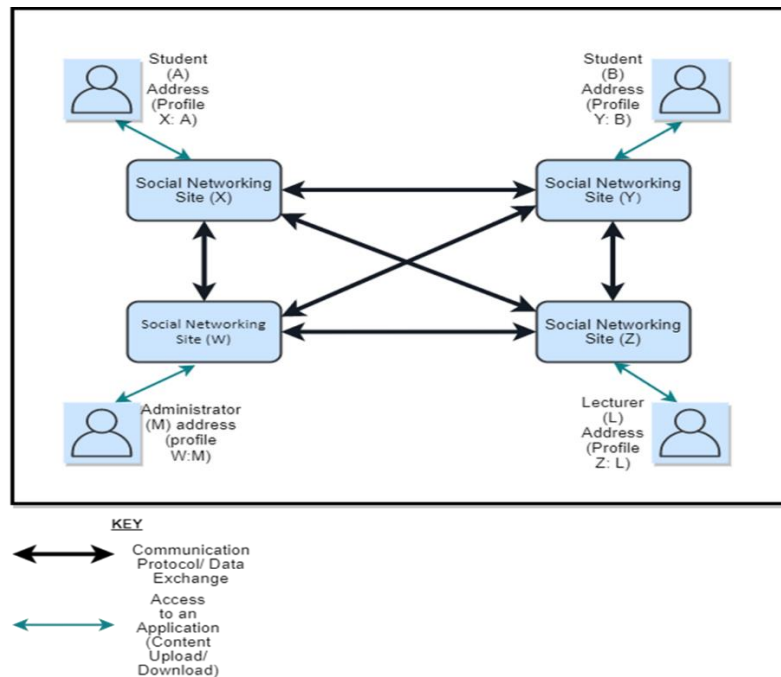 Student
(A)
Address
(Profile
X: A)
Student
(B)
Address
(Profile
Y: B)
Social Networking
Site (X)
Social Networking
Site (Y)
Social Networking
Site (W)
Social Networking
Site (Z)
Administrator
(M) address
(profile
W:M)
Lecturer
(L)
Address
(Profile
Z: L)
KEY
Communication
Protocol/ Data
Exchange
Access
to an
Application
(Content
Upload/
Download)